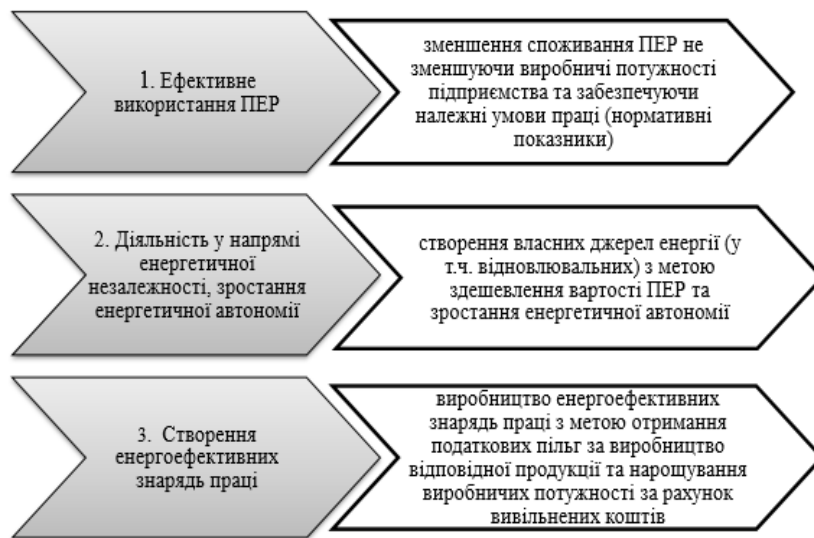 1. Ефективне
використання ПЕР
зменшення споживання ПЕР не
зменшуючи виробничі потужності
підприємства та забезпечуючи
належні умови праці (нормативні
показники)
2. Діяльність у напрямі
енергетичної
незалежності, зростання
енергетичної автономії
створення власних джерел енергії (у
т.ч. відновлювальних) з метою
здешевлення вартості ПЕР та
зростання енергетичної автономії
3. Створення
енергоефективних
знарядь праці
виробництво енергоефективних
знарядь праці з метою отримання
податкових пільг за виробництво
відповідної продукції та нарощування
виробничих потужності за рахунок
вивільнених коштів